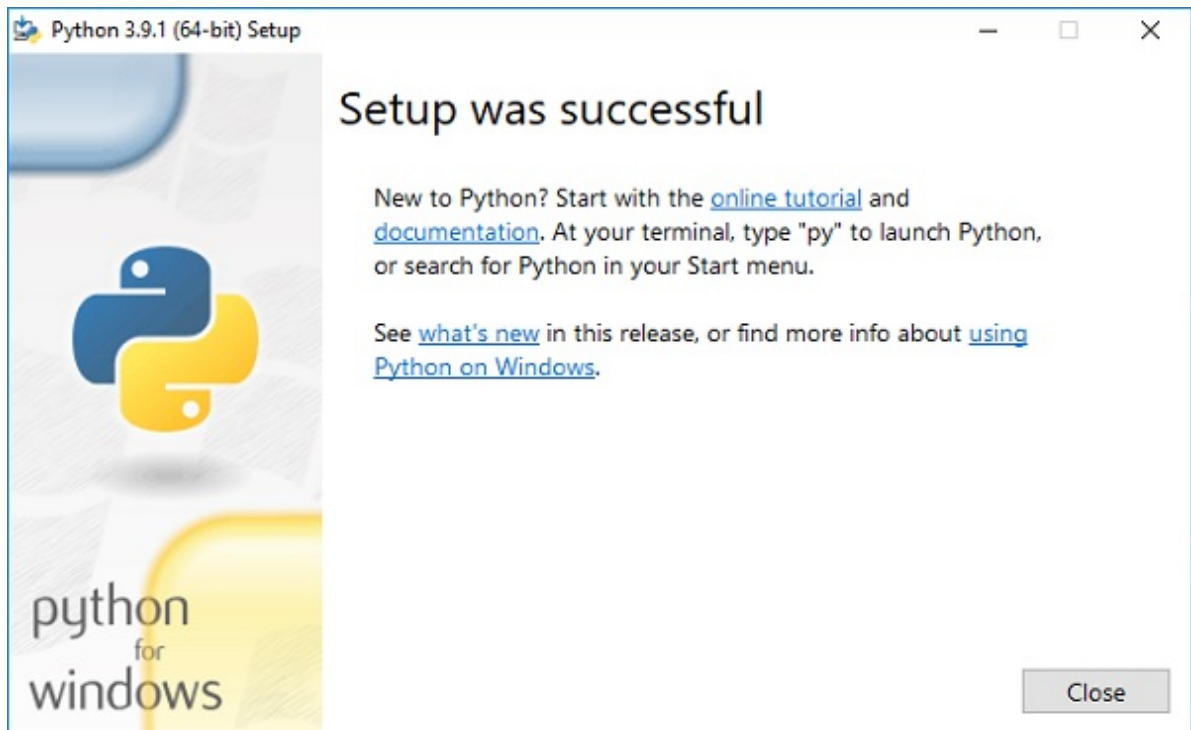 Python 3.9.1 (64-bit) Setup
Setup was successful
New to Python? Start with the online tutorial and
documentation. At your terminal, type "py" to launch Python,
or search for Python in your Start menu.
See what's new in this release, or find more info about using
Python on Windows.
python
for
windows
Close